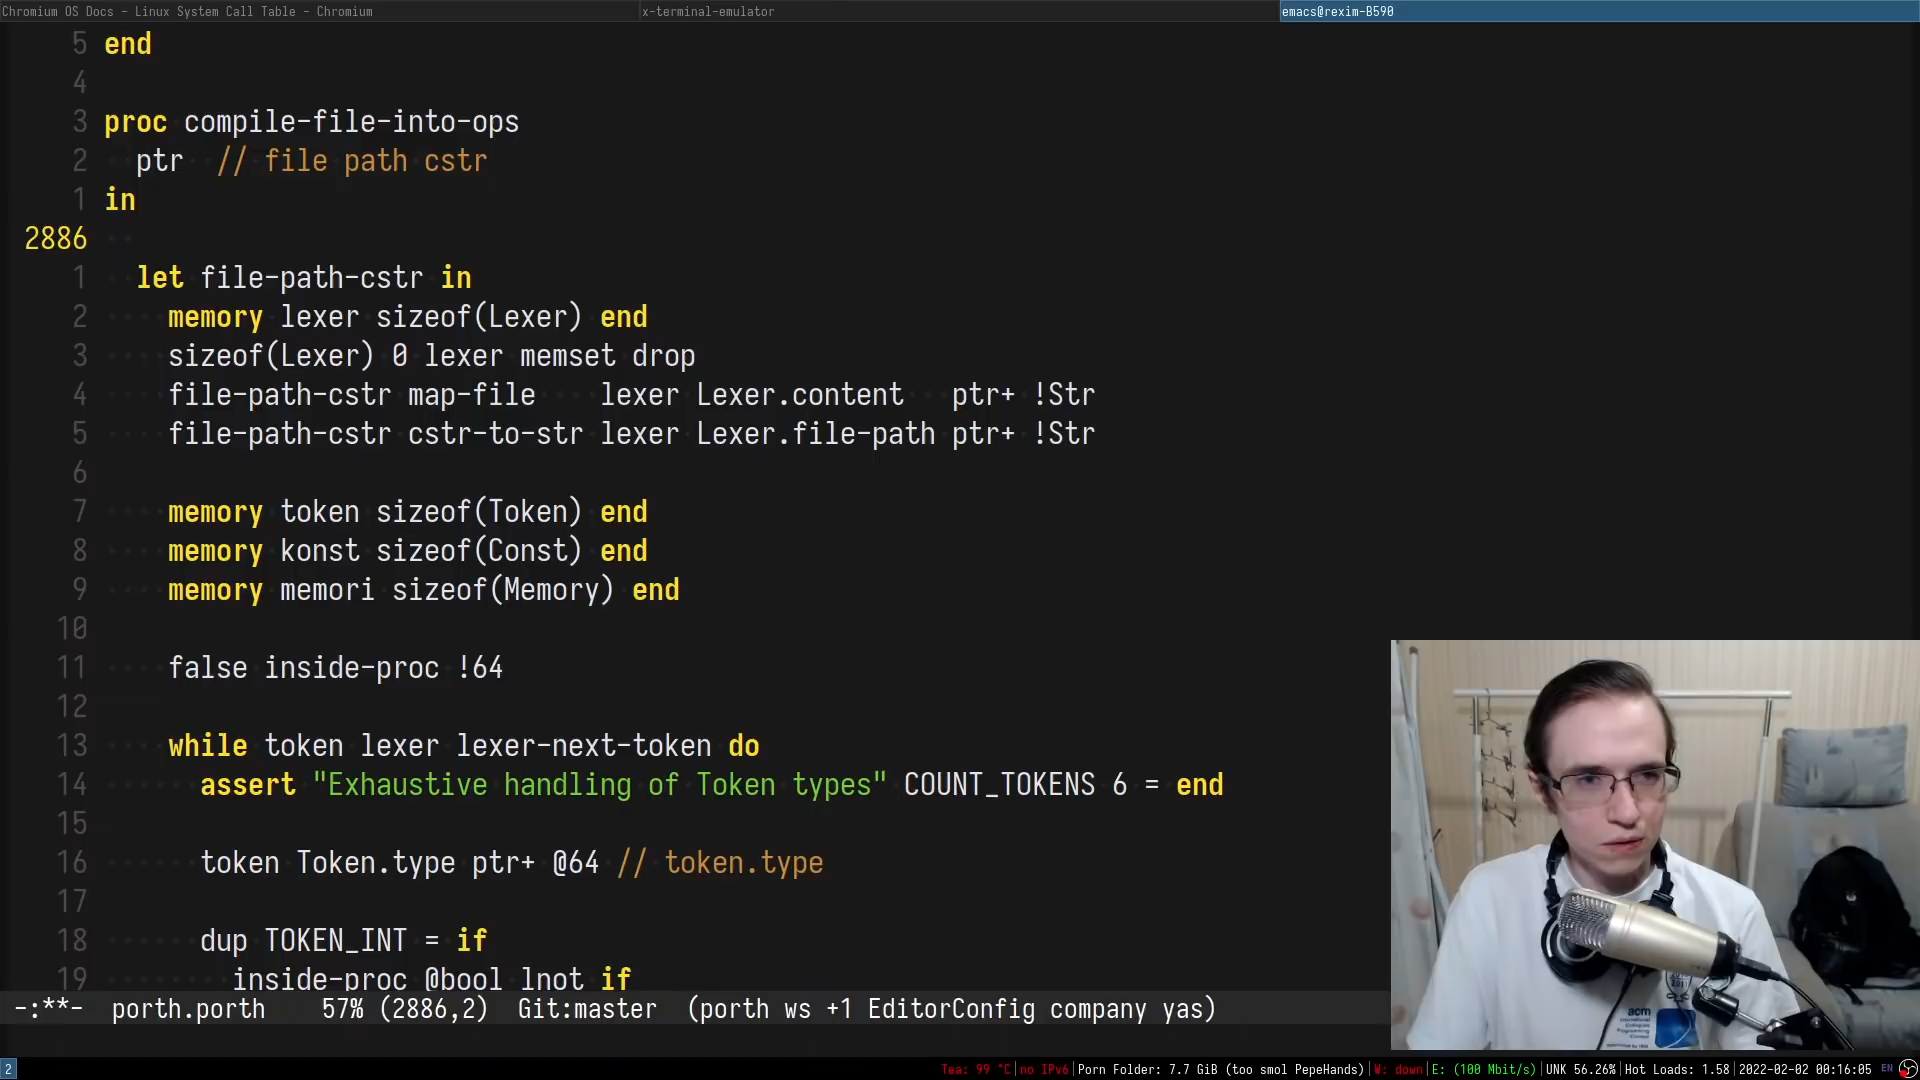 Chromium OS Docs - Linux System Call Table - Chromium
x-terminal-emulator
emacs@rexim-B590
5 end
4
3 proc compile-file-into-ops
2 ptr // file path cstr
1 in
2886
1 let file-path-cstr in
2 memory lexer sizeof(Lexer) end
3 sizeof(Lexer) 0 lexer memset drop
4 file-path-cstr map-file lexer Lexer.content ptr+ !Str
5 file-path-cstr cstr-to-str lexer Lexer.file-path ptr+ !Str
6
7 memory token sizeof(Token) end
8 memory konst sizeof(Const) end
9 memory memori sizeof(Memory) end
10
11 false inside-proc !64
12
13 while token lexer lexer-next-token do
14 assert "Exhaustive handling of Token types" COUNT_TOKENS 6 = end
15
16 token Token.type ptr+ @64 // token.type
17
18 dup TOKEN_INT = if
19 inside-proc @bool lnot if
-:**- porth.porth 57% (2886,2) Git:master (porth ws +1 EditorConfig company yas)
acm
2 Tea: 99 °C|no IPv6|Porn Folder: 7.7 GiB (too smol PepeHands)|W: down|E: (100 Mbit/s)|UNK 56.26%|Hot Loads: 1.58|2022-02-02 00:16:05 EN